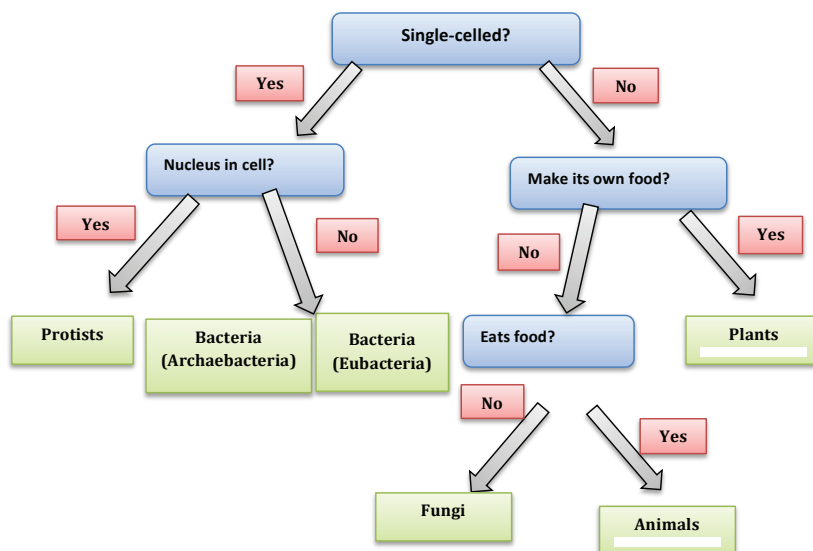 Single-celled?
Yes
No
Nucleus in cell?
Make its own food?
Yes
No
No
Yes
Protists
Bacteria
(Archaebacteria)
Bacteria
(Eubacteria)
Eats food?
Plants
No
Yes
Fungi
Animals